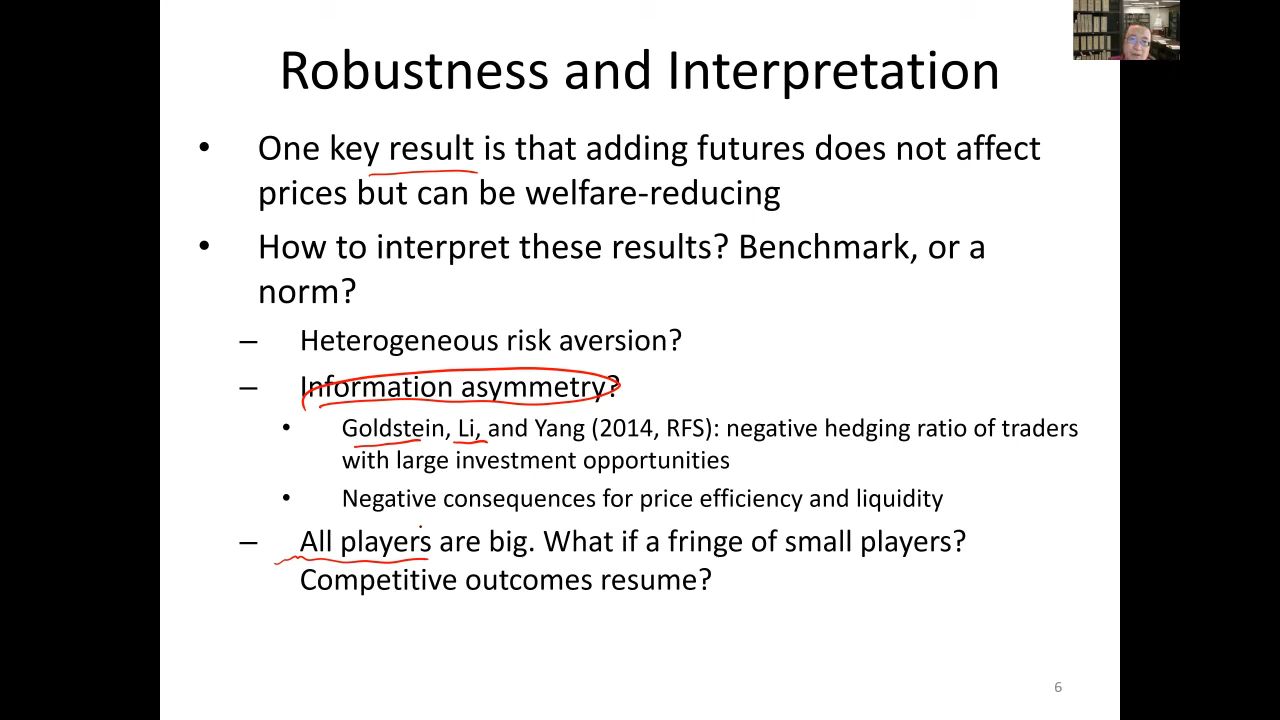 Robustness and Interpretation
• One key result is that adding futures does not affect
prices but can be welfare-reducing
• How to interpret these results? Benchmark, or a
norm?
– Heterogeneous risk aversion?
– Information asymmetry?
• Goldstein, Li, and Yang (2014, RFS): negative hedging ratio of traders
with large investment opportunities
• Negative consequences for price efficiency and liquidity
– All players are big. What if a fringe of small players?
Competitive outcomes resume?
6